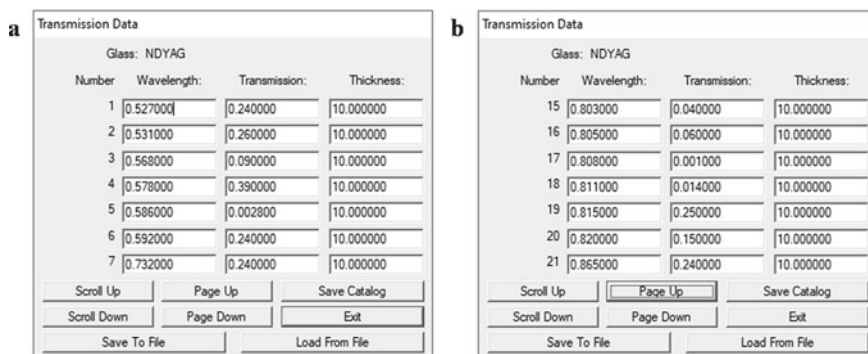 a
Transmission Data
Glass: NDYAG
Number Wavelength: Transmission: Thickness:
1 0.527000 0.240000 10.000000
2 0.531000 0.260000 10.000000
3 0.568000 0.090000 10.000000
4 0.578000 0.390000 10.000000
5 0.586000 0.002800 10.000000
6 0.592000 0.240000 10.000000
7 0.732000 0.240000 10.000000
Scroll Up Page Up Save Catalog
Scroll Down Page Down Exit
Save To File Load From File
b
Transmission Data
Glass: NDYAG
Number Wavelength: Transmission: Thickness:
15 0.803000 0.040000 10.000000
16 0.805000 0.060000 10.000000
17 0.808000 0.001000 10.000000
18 0.811000 0.014000 10.000000
19 0.815000 0.250000 10.000000
20 0.820000 0.150000 10.000000
21 0.865000 0.240000 10.000000
Scroll Up Page Up Save Catalog
Scroll Down Page Down Exit
Save To File Load From File